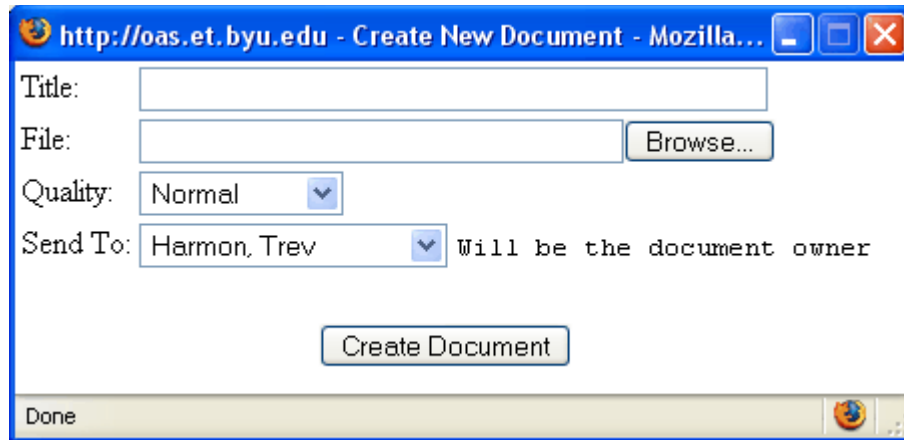 http://oas.et.byu.edu - Create New Document - Mozilla...
Title:
File: Browse...
Quality: Normal
Send To: Harmon, Trev Will be the document owner
Create Document
Done